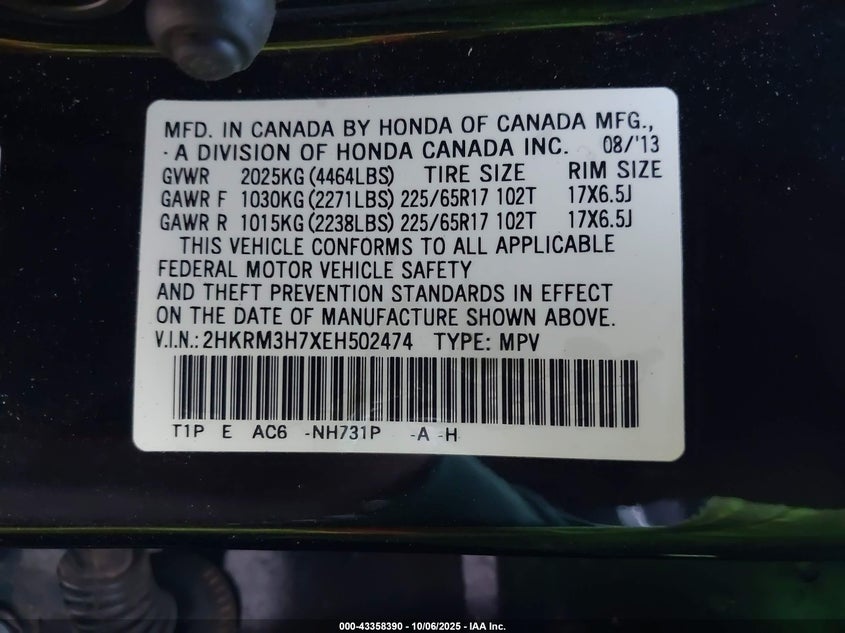 MFD. IN CANADA BY HONDA OF CANADA MFG.,
-A DIVISION OF HONDA CANADA INC. 08/'13
GVWR 2025KG (4464LBS) TIRE SIZE RIM SIZE
GAWR F 1030KG (2271LBS) 225/65R17 102T 17X6.5J
GAWR R 1015KG (2238LBS) 225/65R17 102T 17X6.5J
THIS VEHICLE CONFORMS TO ALL APPLICABLE
FEDERAL MOTOR VEHICLE SAFETY
AND THEFT PREVENTION STANDARDS IN EFFECT
ON THE DATE OF MANUFACTURE SHOWN ABOVE.
V.I.N.: 2HKRM3H7XEH502474 TYPE: MPV
T1P E AC6 -NH731P -A -H
000-43358390 - 10/06/2025 - IAA Inc.